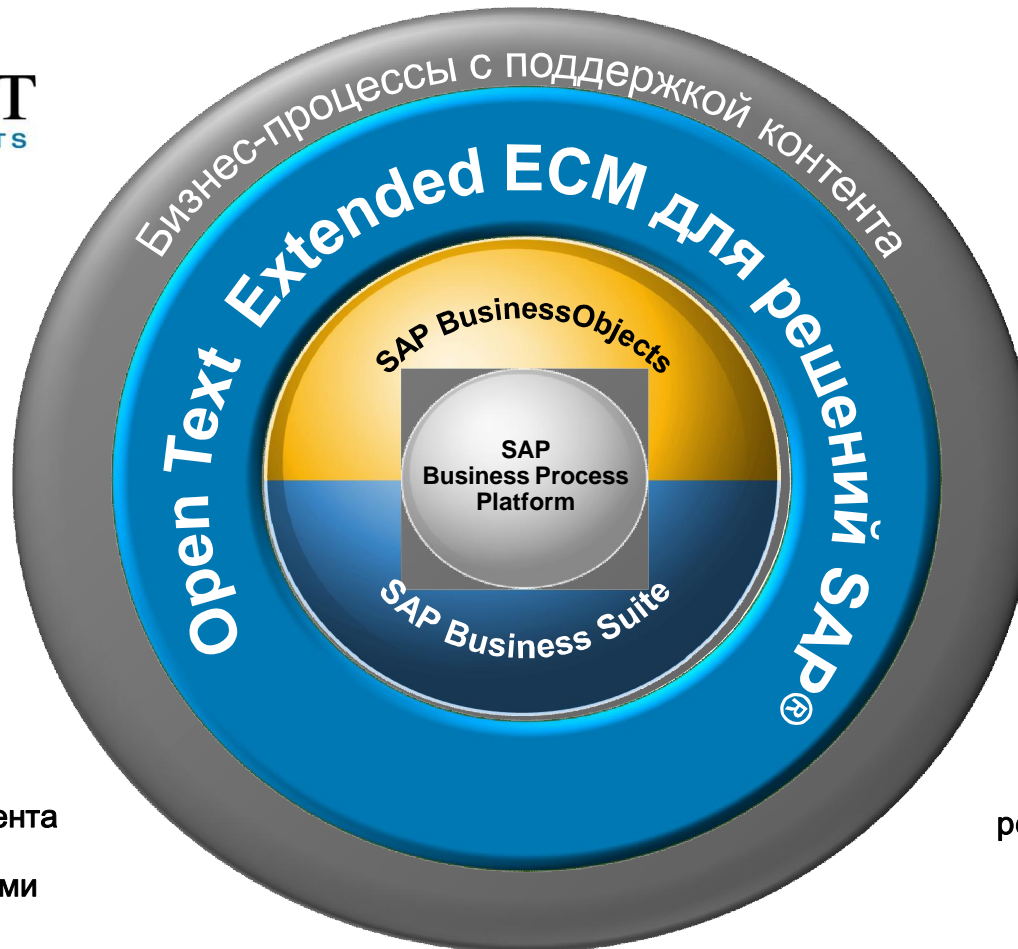 Бизнес-процессы с поддержкой контента
Open Text Extended ECM для решений SAP®
SAP BusinessObjects
SAP
Business Process
Platform
SAP Business Suite